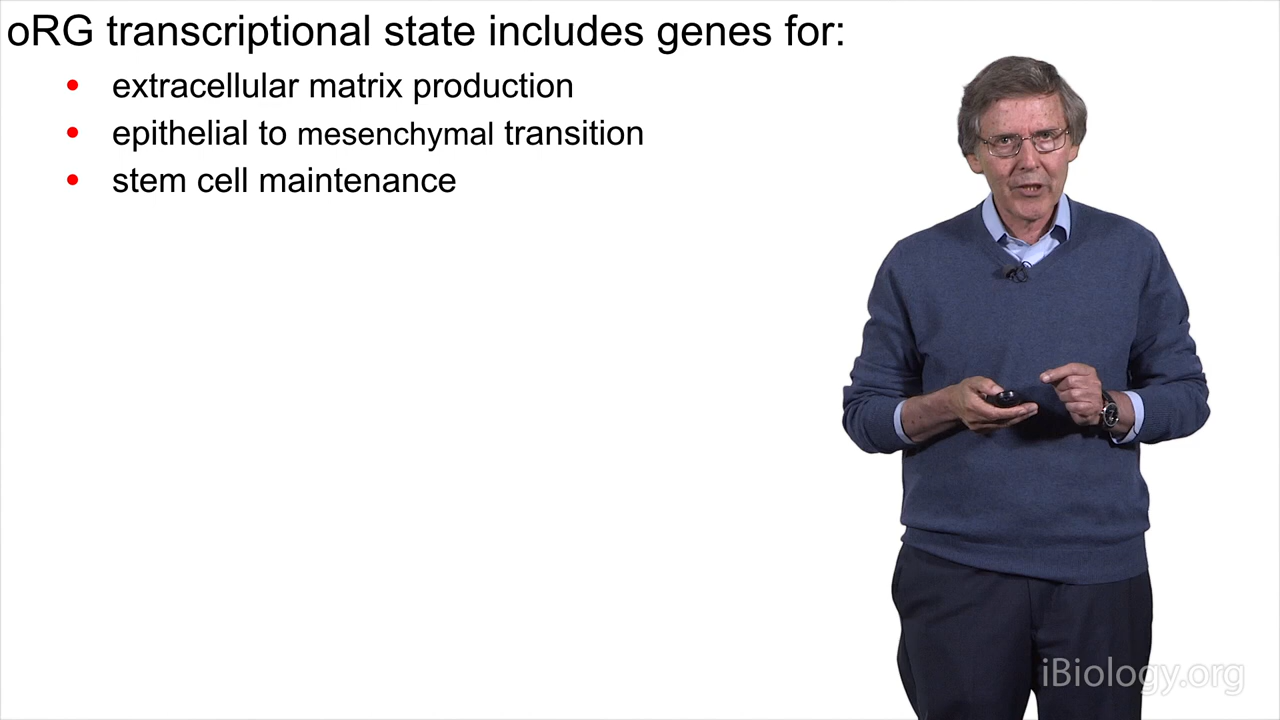 oRG transcriptional state includes genes for:
• extracellular matrix production
• epithelial to mesenchymal transition
• stem cell maintenance
iBiology.org